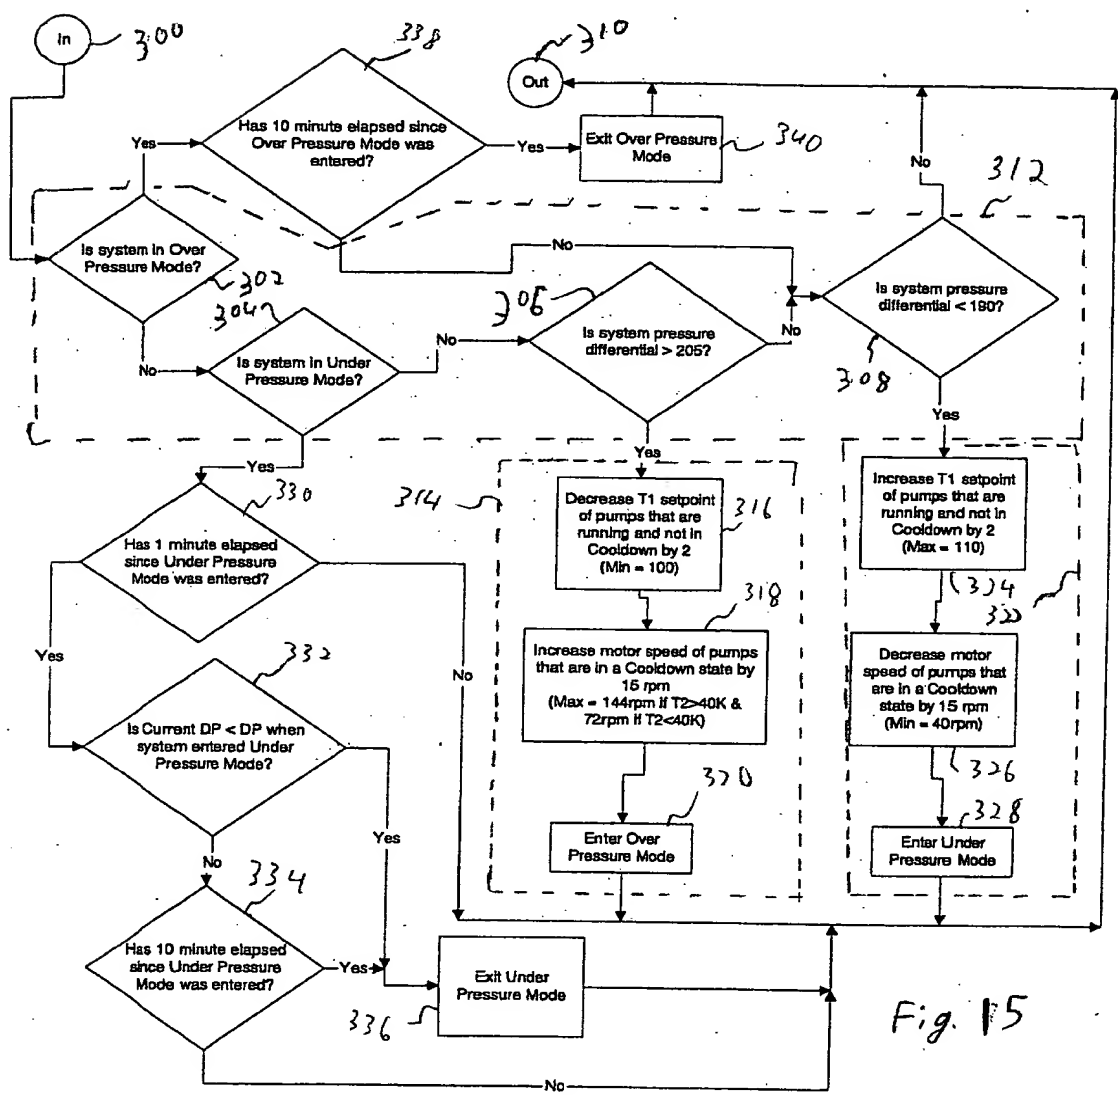 In
300
338
310
Out
Has 10 minute elapsed since
Over Pressure Mode was
entered?
Yes
Yes
Exit Over Pressure
Mode
340
No
312
Is system in Over
Pressure Mode?
302
No
304
306
Is system pressure
differential < 190?
Is system in Under
Pressure Mode?
No
Is system pressure
differential > 205?
No
308
No
Yes
Yes
Yes
330
314
Decrease T1 setpoint
of pumps that are
running and not in
Cooldown by 2
(Min = 100)
316
Increase T1 setpoint
of pumps that are
running and not in
Cooldown by 2
(Max = 110)
Has 1 minute elapsed
since Under Pressure
Mode was entered?
324
322
318
Yes
332
No
Increase motor speed of pumps
that are in a Cooldown state by
15 rpm
(Max = 144rpm if T2>40K &
72rpm if T2<40K)
Decrease motor
speed of pumps that
are in a Cooldown
state by 15 rpm
(Min = 40rpm)
Is Current DP < DP when
system entered Under
Pressure Mode?
326
320
328
Yes
Enter Over
Pressure Mode
Enter Under
Pressure Mode
No
334
Has 10 minute elapsed
since Under Pressure
Mode was entered?
Yes
Exit Under
Pressure Mode
336
No
Fig. 15